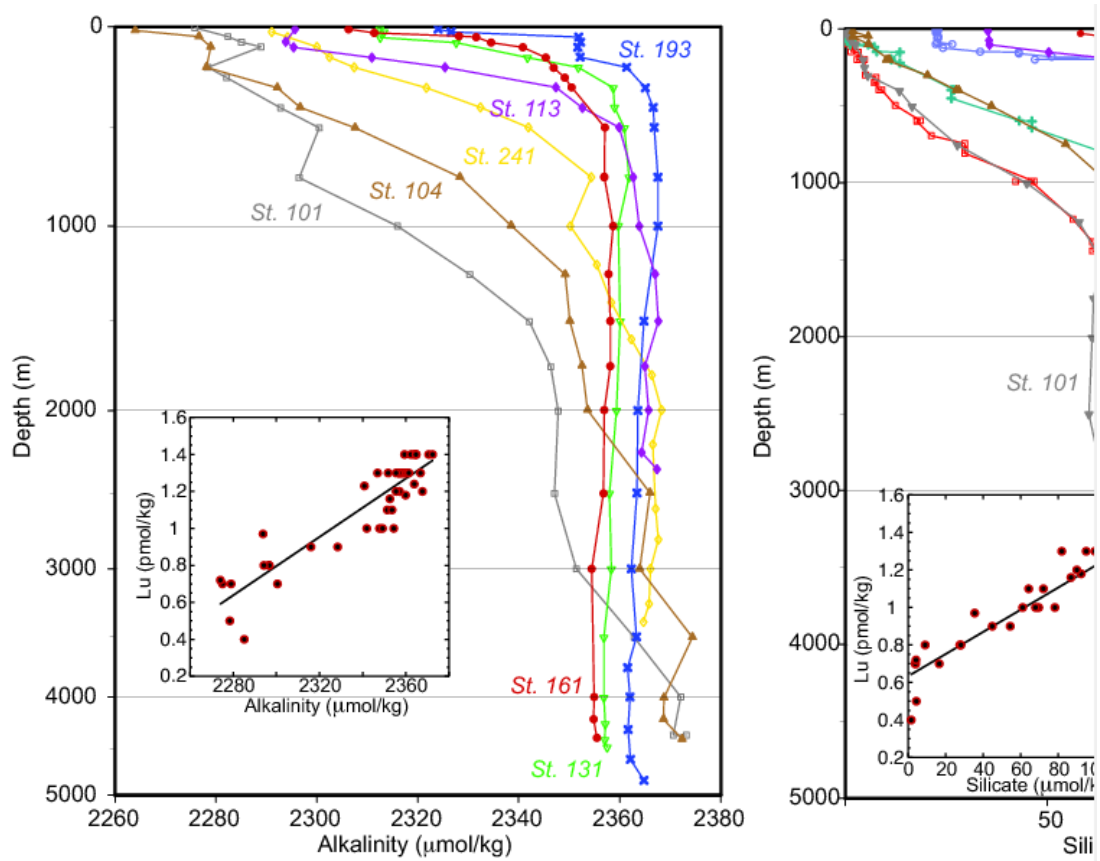 0
1000
2000
3000
4000
5000
Depth (m)
2260
2280
2300
2320
2340
2360
2380
Alkalinity (μmol/kg)
St. 193
St. 113
St. 241
St. 104
St. 101
St. 161
St. 131
1.6
1.4
1.2
1
0.8
0.6
0.4
0.2
Lu (pmol/kg)
2280
2320
2360
Alkalinity (μmol/kg)
0
1000
2000
3000
4000
5000
Depth (m)
St. 101
50
Sili
1.6
1.4
1.2
1
0.8
0.6
0.4
0.2
Lu (pmol/kg)
0
20
40
60
80
10
Silicate (μmol/k